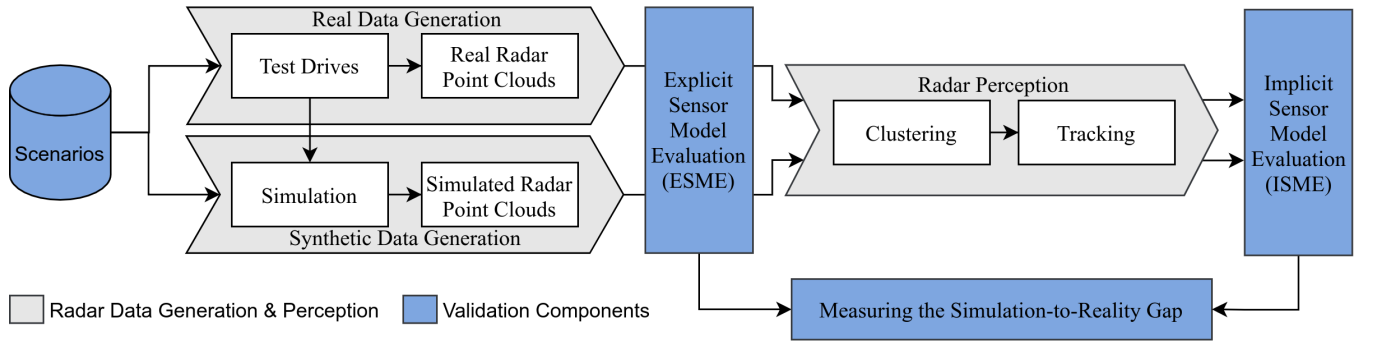 Scenarios
Real Data Generation
Test Drives
Real Radar
Point Clouds
Simulation
Simulated Radar
Point Clouds
Synthetic Data Generation
Explicit
Sensor
Model
Evaluation
(ESME)
Radar Perception
Clustering
Tracking
Implicit
Sensor
Model
Evaluation
(ISME)
Measuring the Simulation-to-Reality Gap
Radar Data Generation & Perception
Validation Components